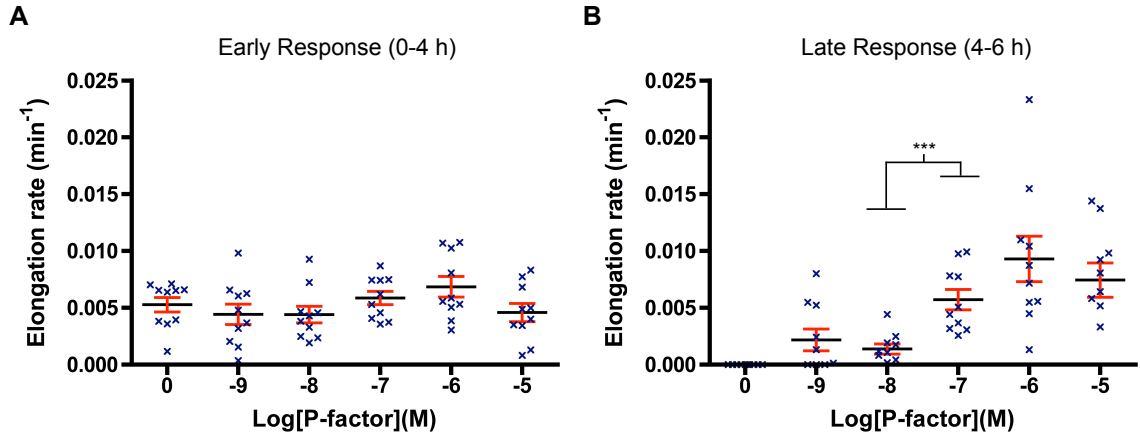 A
Early Response (0-4 h)
Elongation rate (min⁻¹)
0.025
0.020
0.015
0.010
0.005
0.000
0 -9 -8 -7 -6 -5
Log[P-factor](M)
B
Late Response (4-6 h)
Elongation rate (min⁻¹)
0.025
0.020
0.015
0.010
0.005
0.000
***
0 -9 -8 -7 -6 -5
Log[P-factor](M)